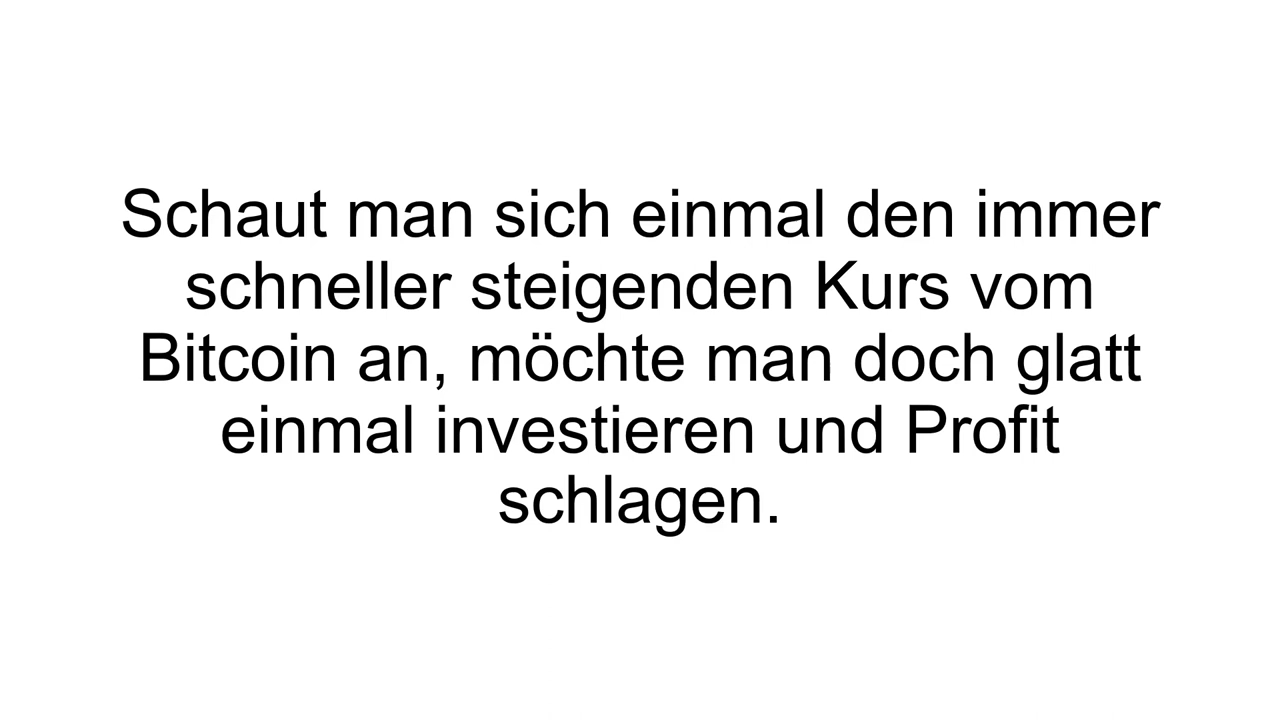 Schaut man sich einmal den immer
schneller steigenden Kurs vom
Bitcoin an, möchte man doch glatt
einmal investieren und Profit
schlagen.